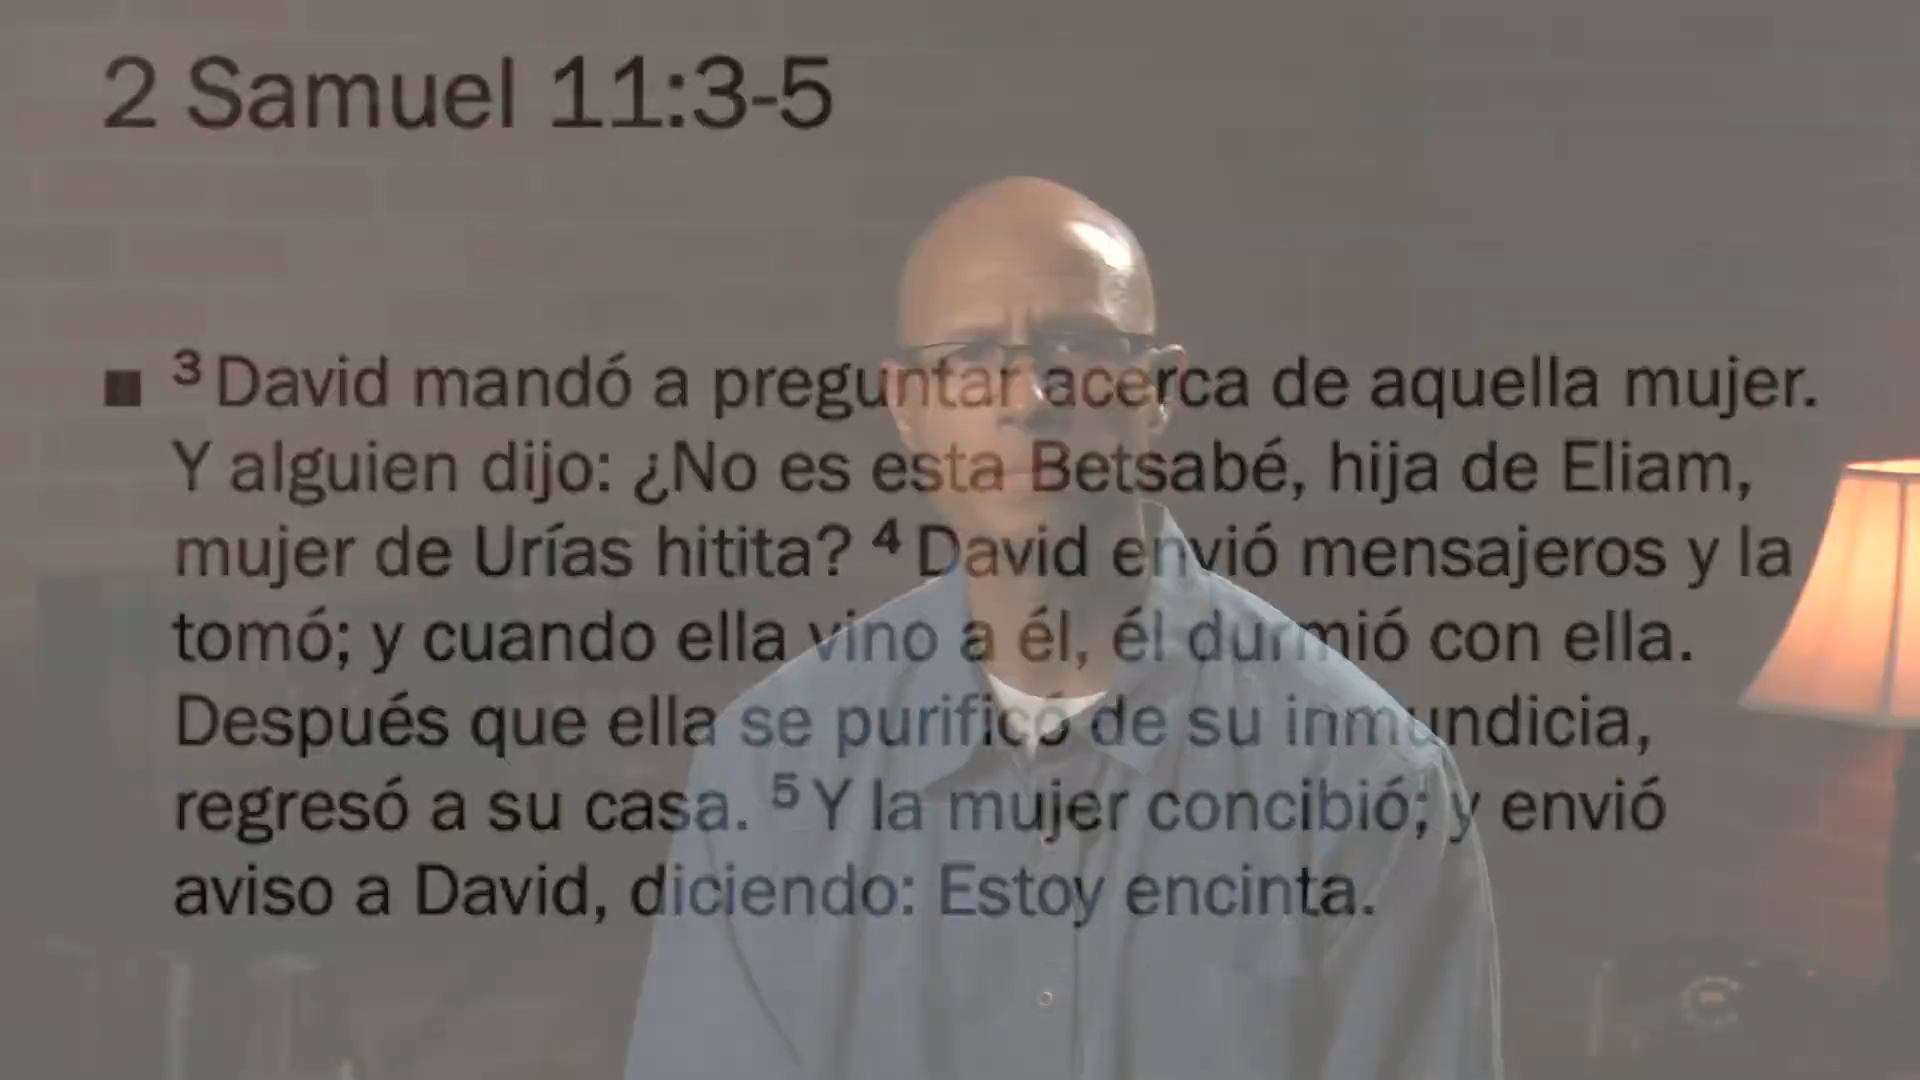 2 Samuel 11:3-5
■ ³ David mandó a preguntar acerca de aquella mujer.
Y alguien dijo: ¿No es esta Betsabé, hija de Eliam,
mujer de Urías hitita? ⁴ David envió mensajeros y la
tomó; y cuando ella vino a él, él durmió con ella.
Después que ella se purificó de su inmundicia,
regresó a su casa. ⁵ Y la mujer concibió; y envió
aviso a David, diciendo: Estoy encinta.